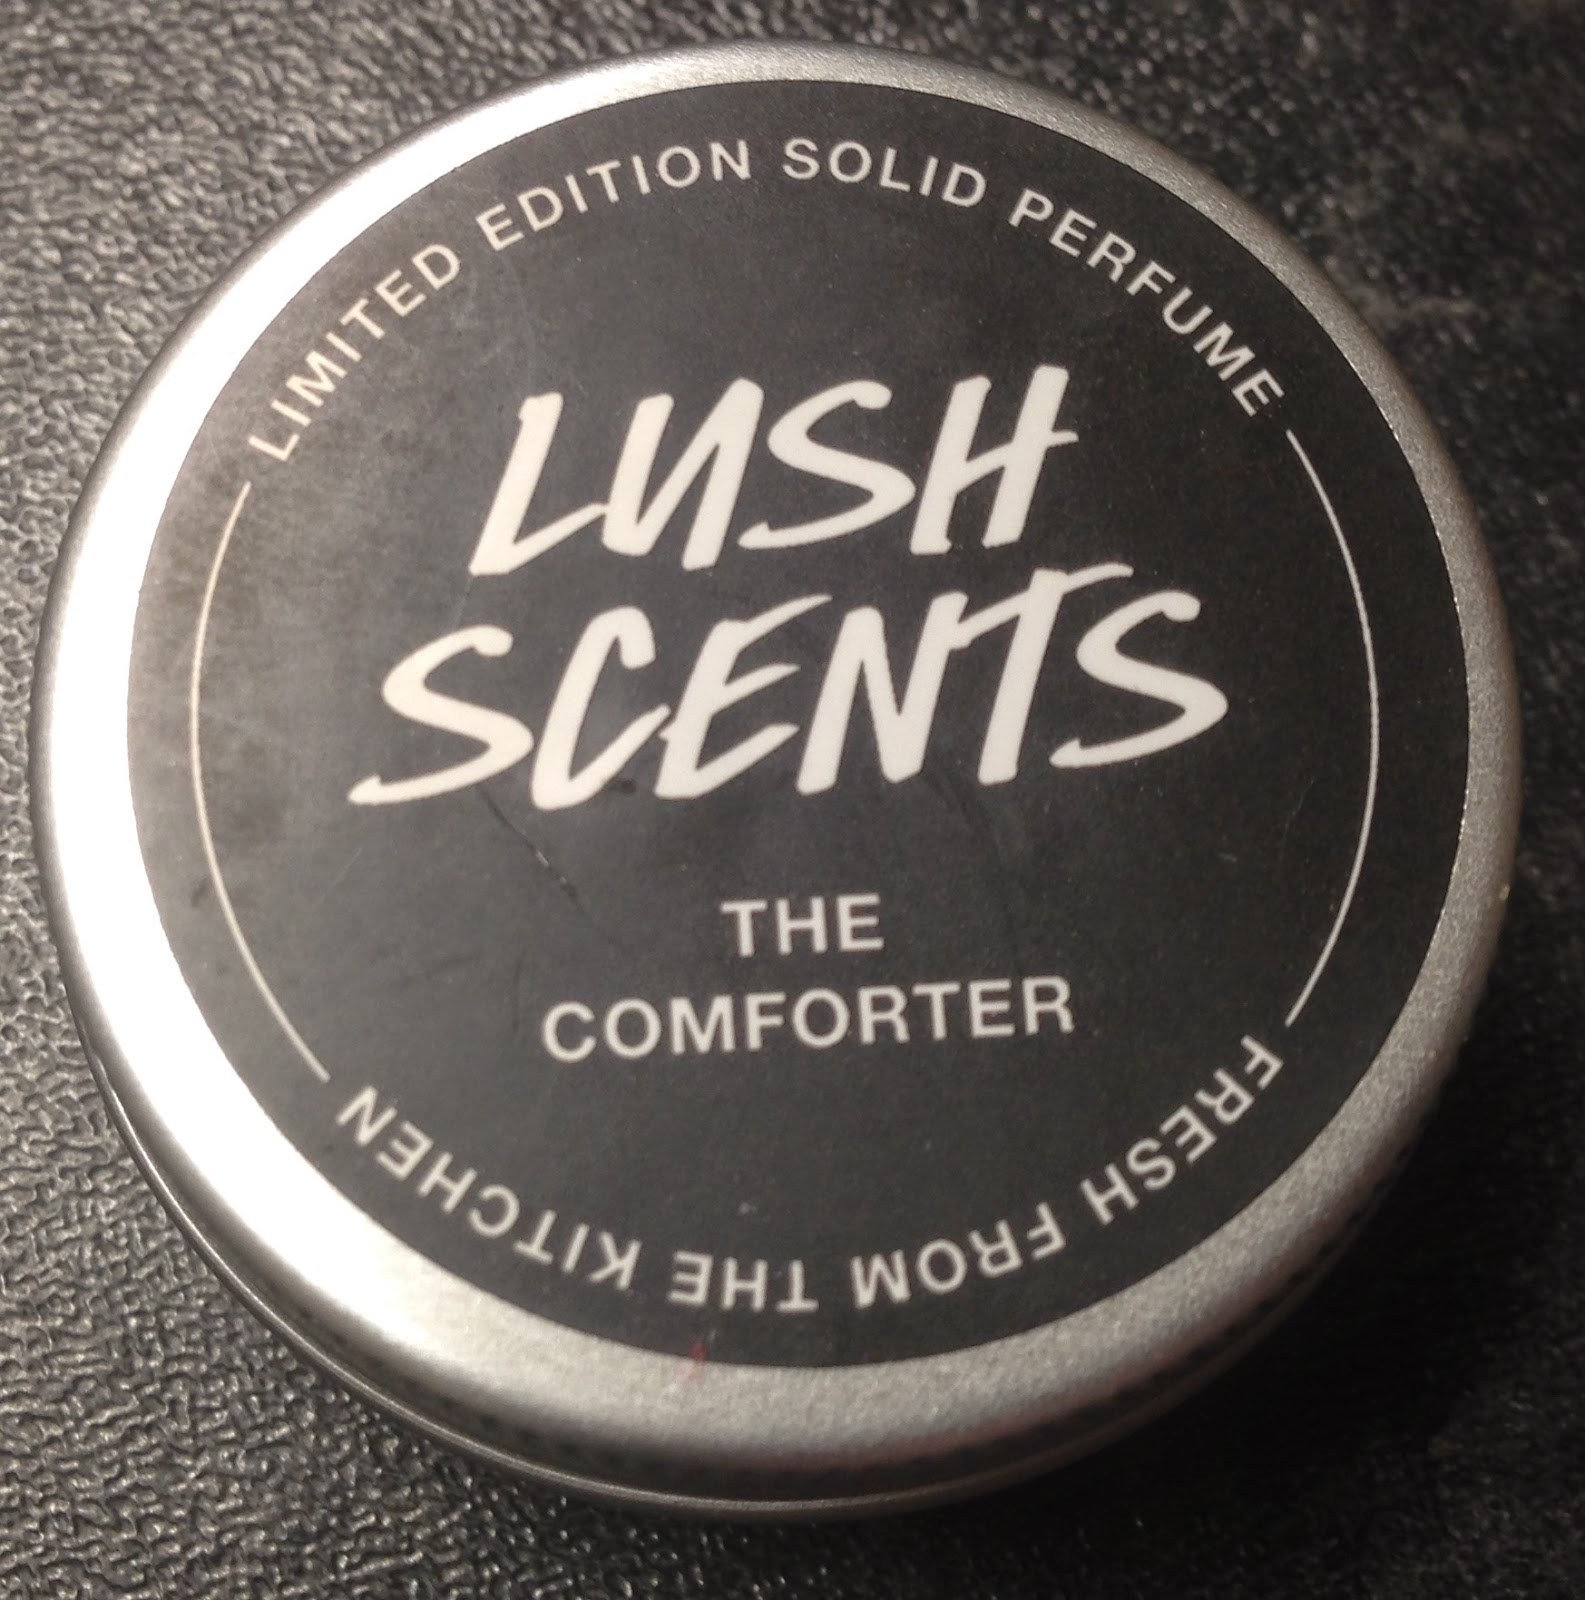 LIMITED EDITION SOLID PERFUME
LUSH
SCENTS
THE
COMFORTER
FRESH FROM THE KITCHEN